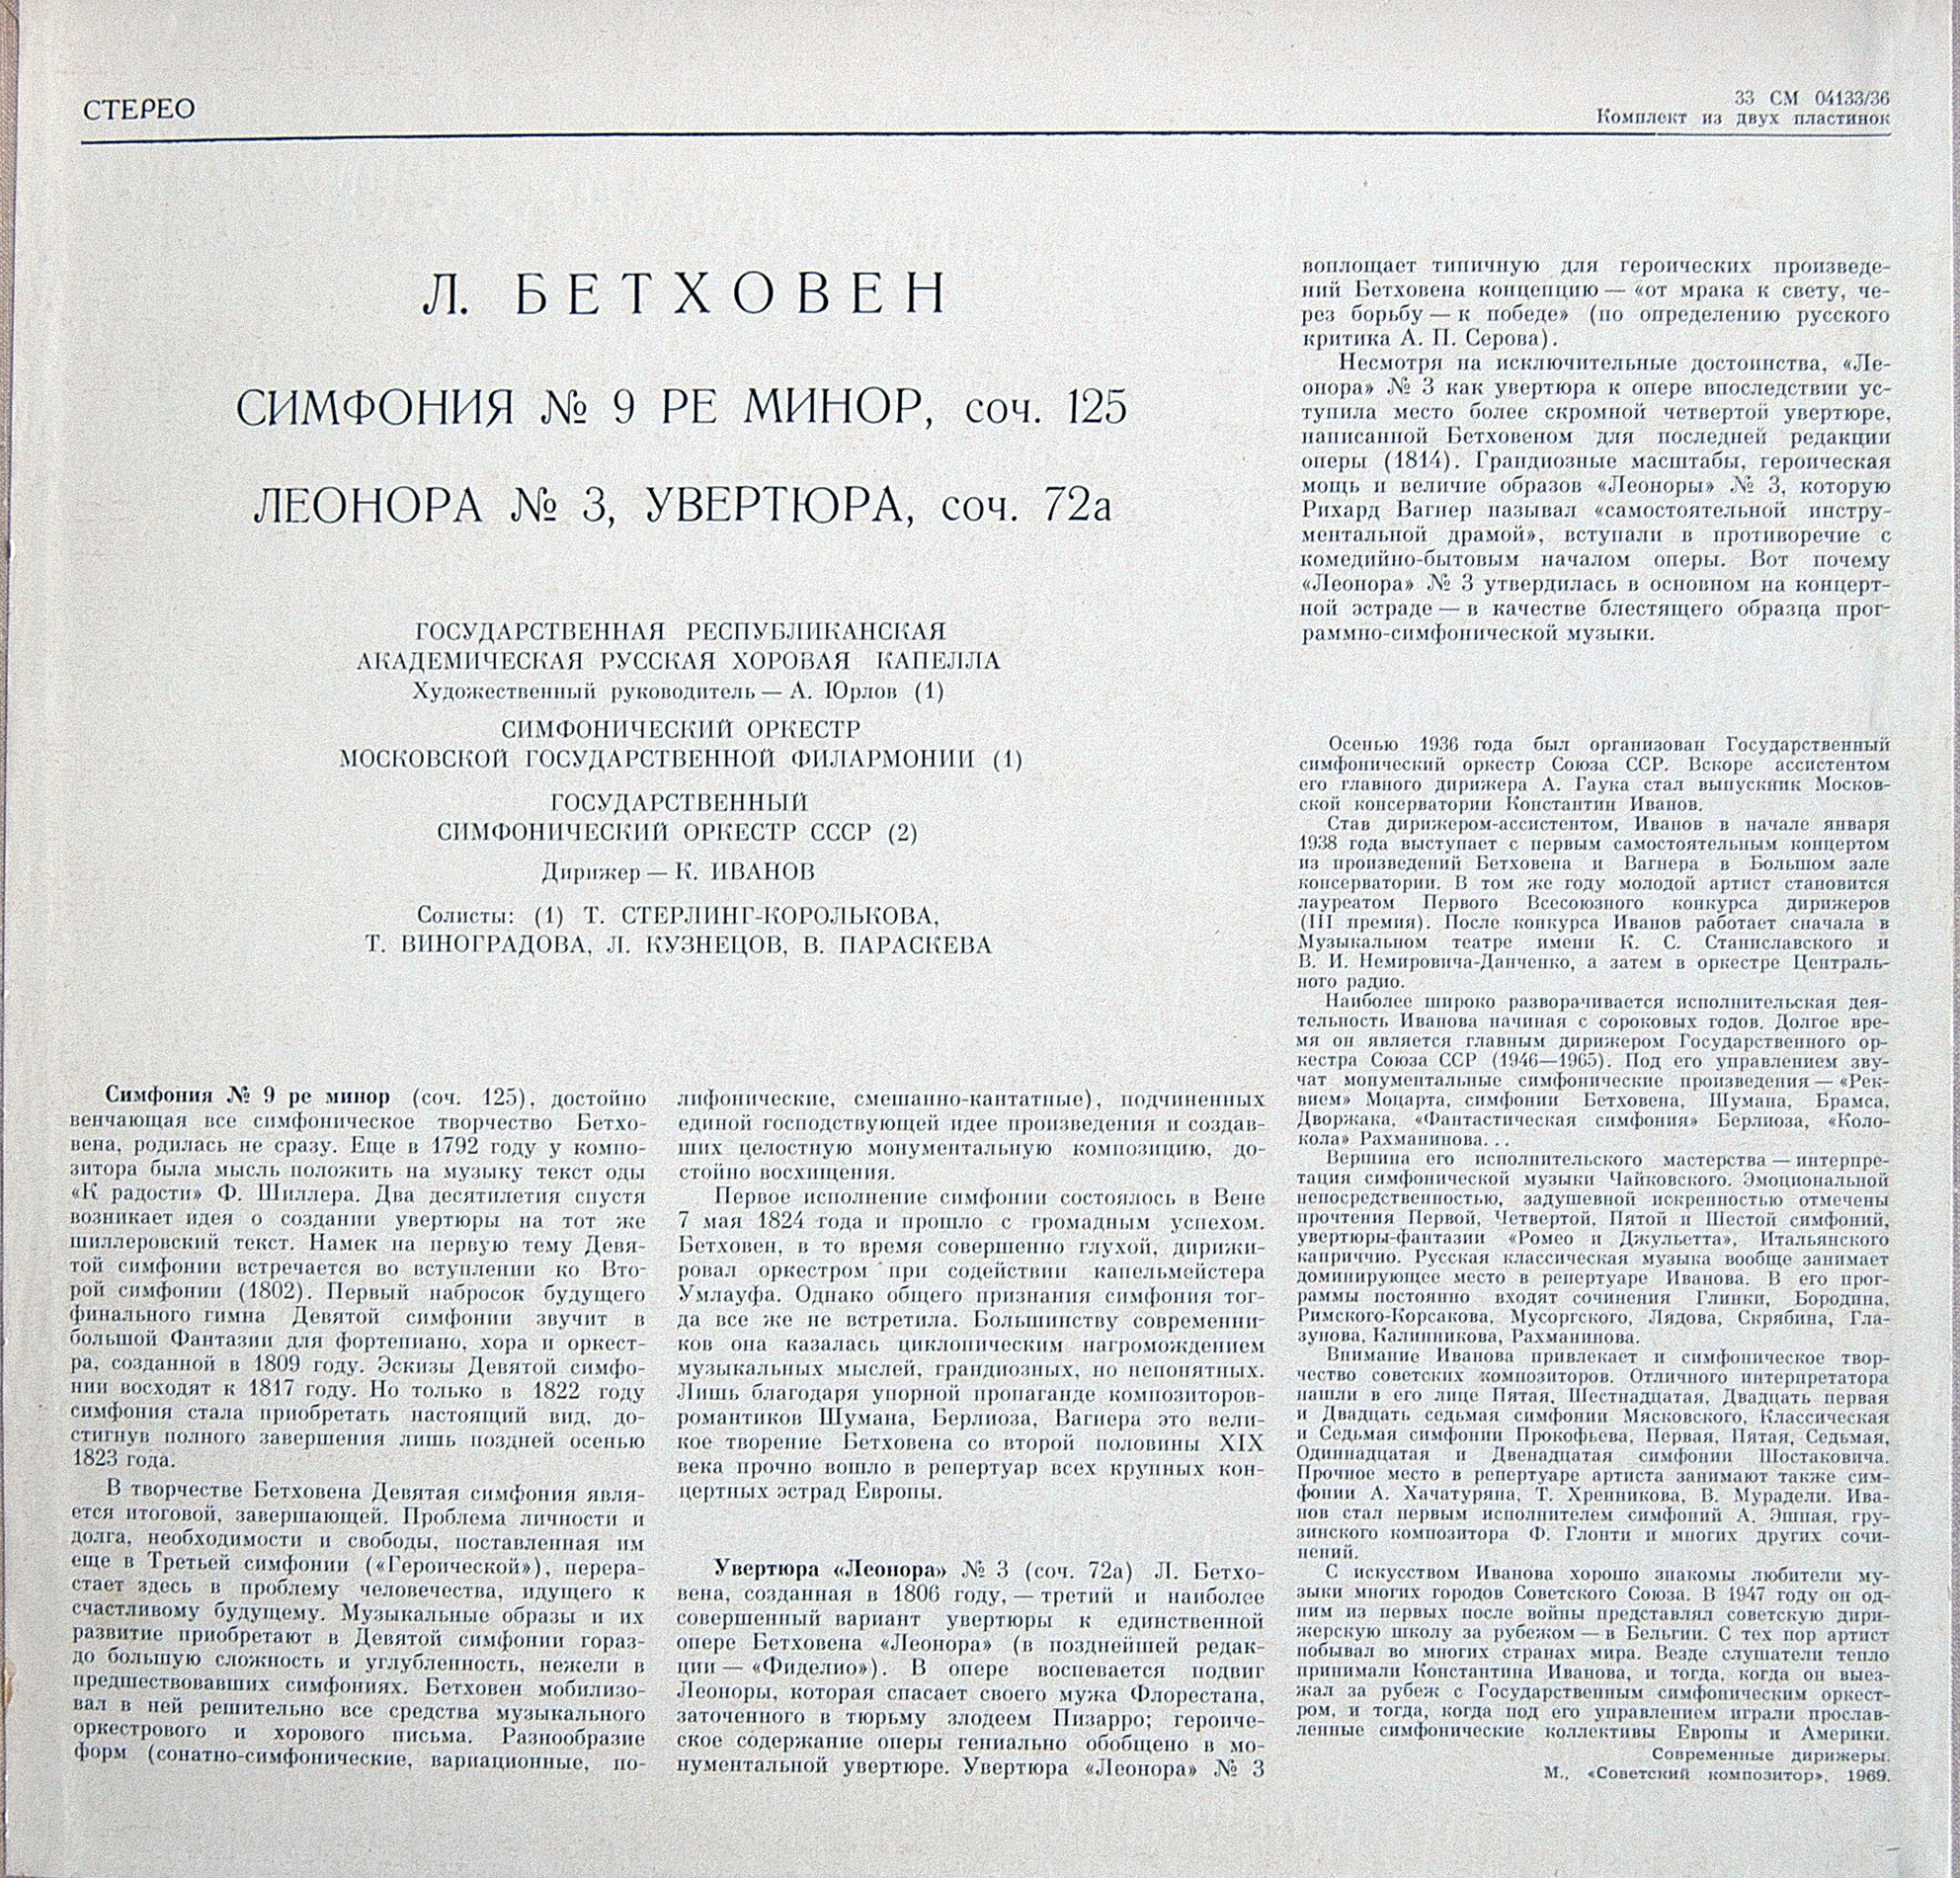 СТЕРЕО
33 СМ 04133/36
Комплект из двух пластинок
Л. БЕТХОВЕН
СИМФОНИЯ № 9 РЕ МИНОР, соч. 125
ЛЕОНОРА № 3, УВЕРТЮРА, соч. 72а
ГОСУДАРСТВЕННАЯ РЕСПУБЛИКАНСКАЯ
АКАДЕМИЧЕСКАЯ РУССКАЯ ХОРОВАЯ КАПЕЛЛА
Художественный руководитель — А. Юрлов (1)
СИМФОНИЧЕСКИЙ ОРКЕСТР
МОСКОВСКОЙ ГОСУДАРСТВЕННОЙ ФИЛАРМОНИИ (1)
ГОСУДАРСТВЕННЫЙ
СИМФОНИЧЕСКИЙ ОРКЕСТР СССР (2)
Дирижер — К. ИВАНОВ
Солисты: (1) Т. СТЕРЛИНГ-КОРОЛЬКОВА,
Т. ВИНОГРАДОВА, Л. КУЗНЕЦОВ, В. ПАРАСКЕВА
Симфония № 9 ре минор (соч. 125), достойно
венчающая все симфоническое творчество Бетхо-
вена, родилась не сразу. Еще в 1792 году у компо-
зитора была мысль положить на музыку текст оды
«К радости» Ф. Шиллера. Два десятилетия спустя
возникает идея о создании увертюры на тот же
шиллеровский текст. Намек на первую тему Девя-
той симфонии встречается во вступлении ко Вто-
рой симфонии (1802). Первый набросок будущего
финального гимна Девятой симфонии звучит в
большой Фантазии для фортепиано, хора и оркест-
ра, созданной в 1809 году. Эскизы Девятой симфо-
нии восходят к 1817 году. Но только в 1822 году
симфония стала приобретать настоящий вид, до-
стигнув полного завершения лишь поздней осенью
1823 года.
В творчестве Бетховена Девятая симфония явля-
ется итоговой, завершающей. Проблема личности и
долга, необходимости и свободы, поставленная им
еще в Третьей симфонии («Героической»), перера-
стает здесь в проблему человечества, идущего к
счастливому будущему. Музыкальные образы и их
развитие приобретают в Девятой симфонии гораз-
до большую сложность и углубленность, нежели в
предшествовавших симфониях. Бетховен мобилизо-
вал в ней решительно все средства музыкального
оркестрового и хорового письма. Разнообразие
форм (сонатно-симфонические, вариационные, по-
лифонические, смешанно-кантатные), подчиненных
единой господствующей идее произведения и создав-
ших целостную монументальную композицию, до-
стойно восхищения.
Первое исполнение симфонии состоялось в Вене
7 мая 1824 года и прошло с громадным успехом.
Бетховен, в то время совершенно глухой, дирижи-
ровал оркестром при содействии капельмейстера
Умлауфа. Однако общего признания симфония тог-
да все же не встретила. Большинству современни-
ков она казалась циклопическим нагромождением
музыкальных мыслей, грандиозных, но непонятных.
Лишь благодаря упорной пропаганде композиторов-
романтиков Шумана, Берлиоза, Вагнера это вели-
кое творение Бетховена со второй половины XIX
века прочно вошло в репертуар всех крупных кон-
цертных эстрад Европы.
Увертюра «Леонора» № 3 (соч. 72а) Л. Бетхо-
вена, созданная в 1806 году, — третий и наиболее
совершенный вариант увертюры к единственной
опере Бетховена «Леонора» (в позднейшей редак-
ции — «Фиделио»). В опере воспевается подвиг
Леоноры, которая спасает своего мужа Флорестана,
заточенного в тюрьму злодеем Пизарро; героиче-
ское содержание оперы гениально обобщено в мо-
нументальной увертюре. Увертюра «Леонора» № 3
воплощает типичную для героических произведе-
ний Бетховена концепцию — «от мрака к свету, че-
рез борьбу — к победе» (по определению русского
критика А. П. Серова).
Несмотря на исключительные достоинства, «Ле-
онора» № 3 как увертюра к опере впоследствии ус-
тупила место более скромной четвертой увертюре,
написанной Бетховеном для последней редакции
оперы (1814). Грандиозные масштабы, героическая
мощь и величие образов «Леоноры» № 3, которую
Рихард Вагнер называл «самостоятельной инстру-
ментальной драмой», вступали в противоречие с
комедийно-бытовым началом оперы. Вот почему
«Леонора» № 3 утвердилась в основном на концерт-
ной эстраде — в качестве блестящего образца прог-
раммно-симфонической музыки.
Осенью 1936 года был организован Государственный
симфонический оркестр Союза ССР. Вскоре ассистентом
его главного дирижера А. Гаука стал выпускник Москов-
ской консерватории Константин Иванов.
Став дирижером-ассистентом, Иванов в начале января
1938 года выступает с первым самостоятельным концертом
из произведений Бетховена и Вагнера в Большом зале
консерватории. В том же году молодой артист становится
лауреатом Первого Всесоюзного конкурса дирижеров
(III премия). После конкурса Иванов работает сначала в
Музыкальном театре имени К. С. Станиславского и
В. И. Немировича-Данченко, а затем в оркестре Централь-
ного радио.
Наиболее широко разворачивается исполнительская дея-
тельность Иванова начиная с сороковых годов. Долгое вре-
мя он является главным дирижером Государственного ор-
кестра Союза ССР (1946—1965). Под его управлением зву-
чат монументальные симфонические произведения — «Рек-
вием» Моцарта, симфонии Бетховена, Шумана, Брамса,
Дворжака, «Фантастическая симфония» Берлиоза, «Коло-
кола» Рахманинова...
Вершина его исполнительского мастерства — интерпре-
тация симфонической музыки Чайковского. Эмоциональной
непосредственностью, задушевной искренностью отмечены
прочтения Первой, Четвертой, Пятой и Шестой симфоний,
увертюры-фантазии «Ромео и Джульетта», Итальянского
каприччио. Русская классическая музыка вообще занимает
доминирующее место в репертуаре Иванова. В его прог-
раммы постоянно входят сочинения Глинки, Бородина,
Римского-Корсакова, Мусоргского, Лядова, Скрябина, Гла-
зунова, Калинникова, Рахманинова.
Внимание Иванова привлекает и симфоническое твор-
чество советских композиторов. Отличного интерпретатора
нашли в его лице Пятая, Шестнадцатая, Двадцать первая
и Двадцать седьмая симфонии Мясковского, Классическая
и Седьмая симфонии Прокофьева, Первая, Пятая, Седьмая,
Одиннадцатая и Двенадцатая симфонии Шостаковича.
Прочное место в репертуаре артиста занимают также сим-
фонии А. Хачатуряна, Т. Хренникова, В. Мурадели. Ива-
нов стал первым исполнителем симфоний А. Эшпая, гру-
зинского композитора Ф. Глонти и многих других сочи-
нений.
С искусством Иванова хорошо знакомы любители му-
зыки многих городов Советского Союза. В 1947 году он од-
ним из первых после войны представлял советскую дири-
жерскую школу за рубежом — в Бельгии. С тех пор артист
побывал во многих странах мира. Везде слушатели тепло
принимали Константина Иванова, и тогда, когда он выез-
жал за рубеж с Государственным симфоническим оркест-
ром, и тогда, когда под его управлением играли прослав-
ленные симфонические коллективы Европы и Америки.
Современные дирижеры.
М., «Советский композитор», 1969.